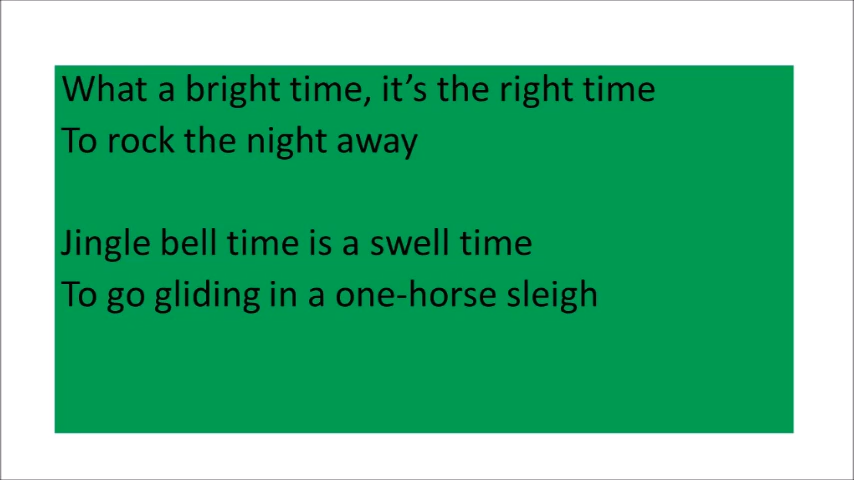 What a bright time, it’s the right time
To rock the night away
Jingle bell time is a swell time
To go gliding in a one-horse sleigh